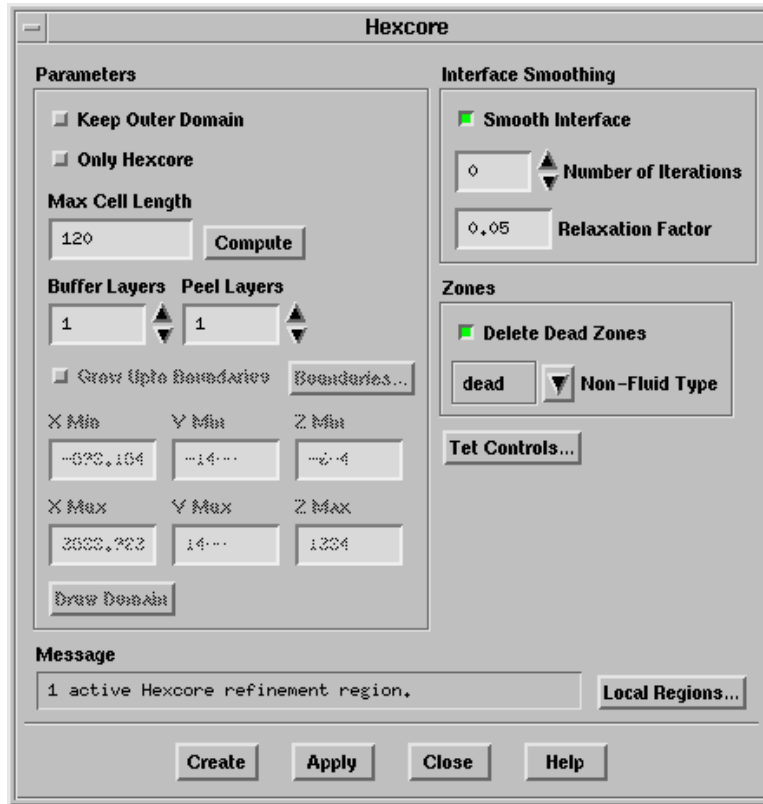 Hexcore
Parameters
Keep Outer Domain
Only Hexcore
Max Cell Length
120
Compute
Buffer Layers Peel Layers
1 1
Grow Upto Boundaries Boundaries...
X Min Y Min Z Min
X Max Y Max Z Max
1334
Draw Domain
Interface Smoothing
Smooth Interface
0 Number of Iterations
0.05 Relaxation Factor
Zones
Delete Dead Zones
dead Non-Fluid Type
Tet Controls...
Message
1 active Hexcore refinement region.
Local Regions...
Create Apply Close Help